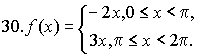 30. f(x) = { −2x, 0 ≤ x < π,
3x, π ≤ x < 2π.